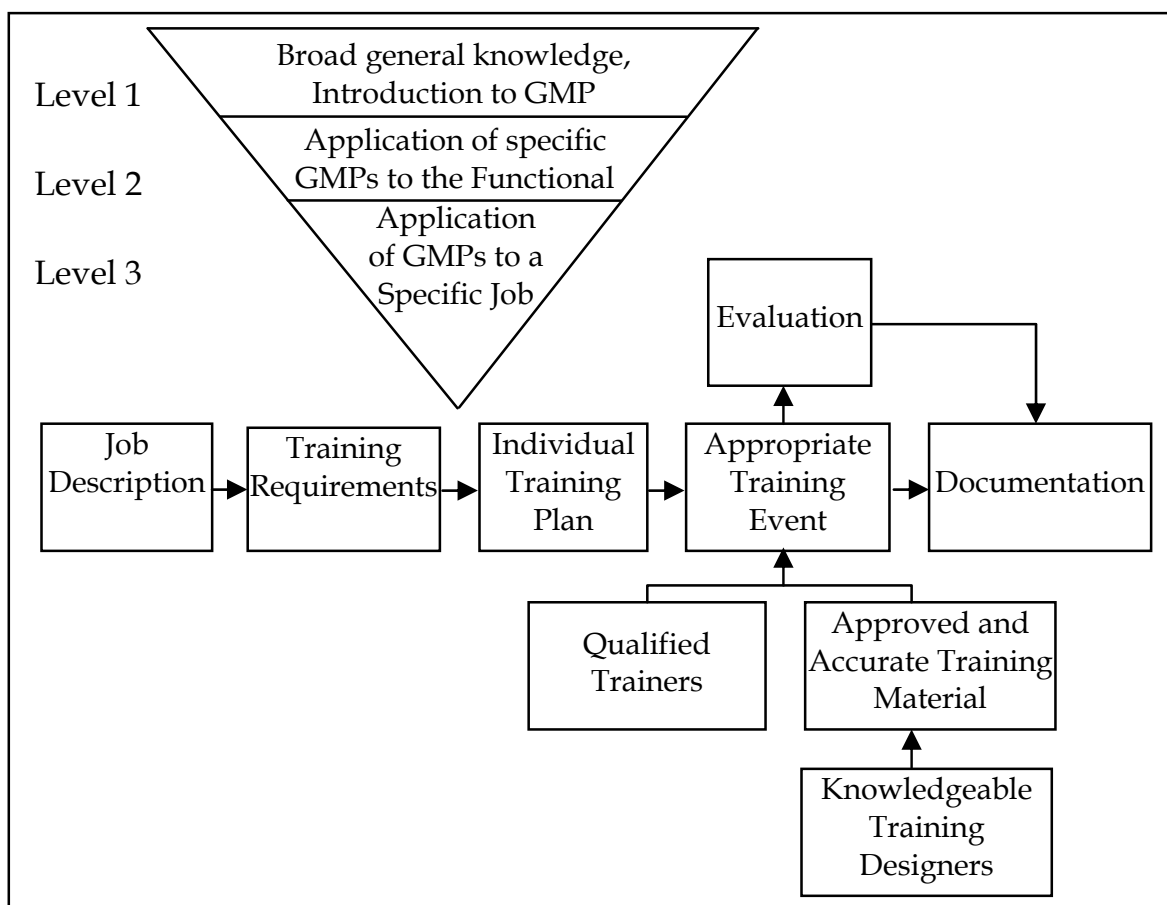 Level 1
Broad general knowledge,
Introduction to GMP
Level 2
Application of specific
GMPs to the Functional
Level 3
Application
of GMPs to a
Specific Job
Evaluation
Job
Description
Training
Requirements
Individual
Training
Plan
Appropriate
Training
Event
Documentation
Qualified
Trainers
Approved and
Accurate Training
Material
Knowledgeable
Training
Designers